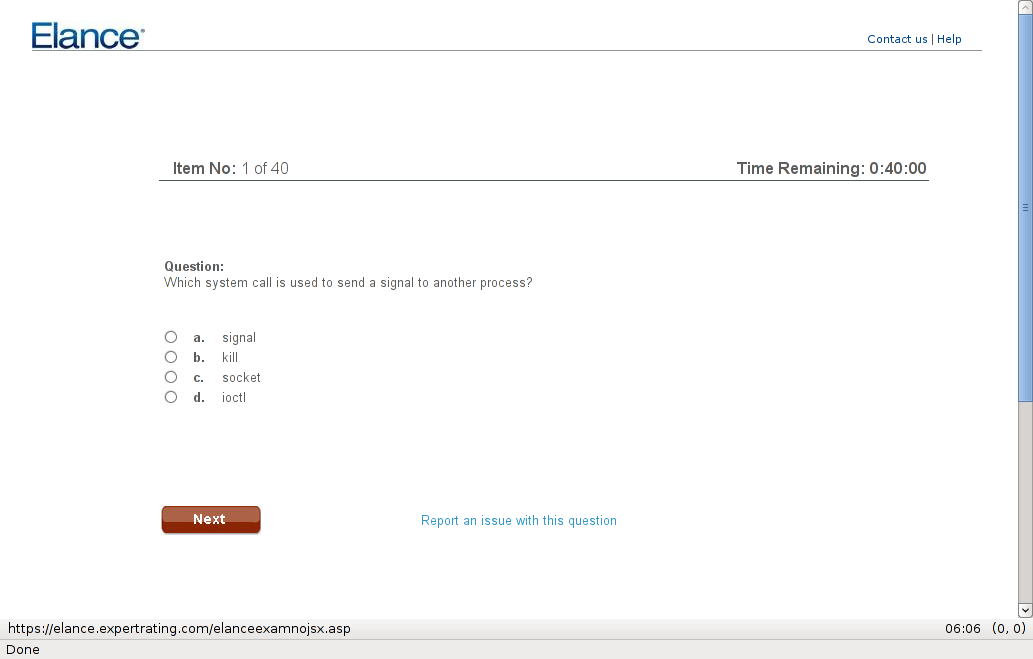 Elance®
Contact us | Help
Item No: 1 of 40 Time Remaining: 0:40:00
Question:
Which system call is used to send a signal to another process?
a. signal
b. kill
c. socket
d. ioctl
Next Report an issue with this question
https://elance.expertrating.com/elanceexamnojsx.asp 06:06 (0, 0)
Done